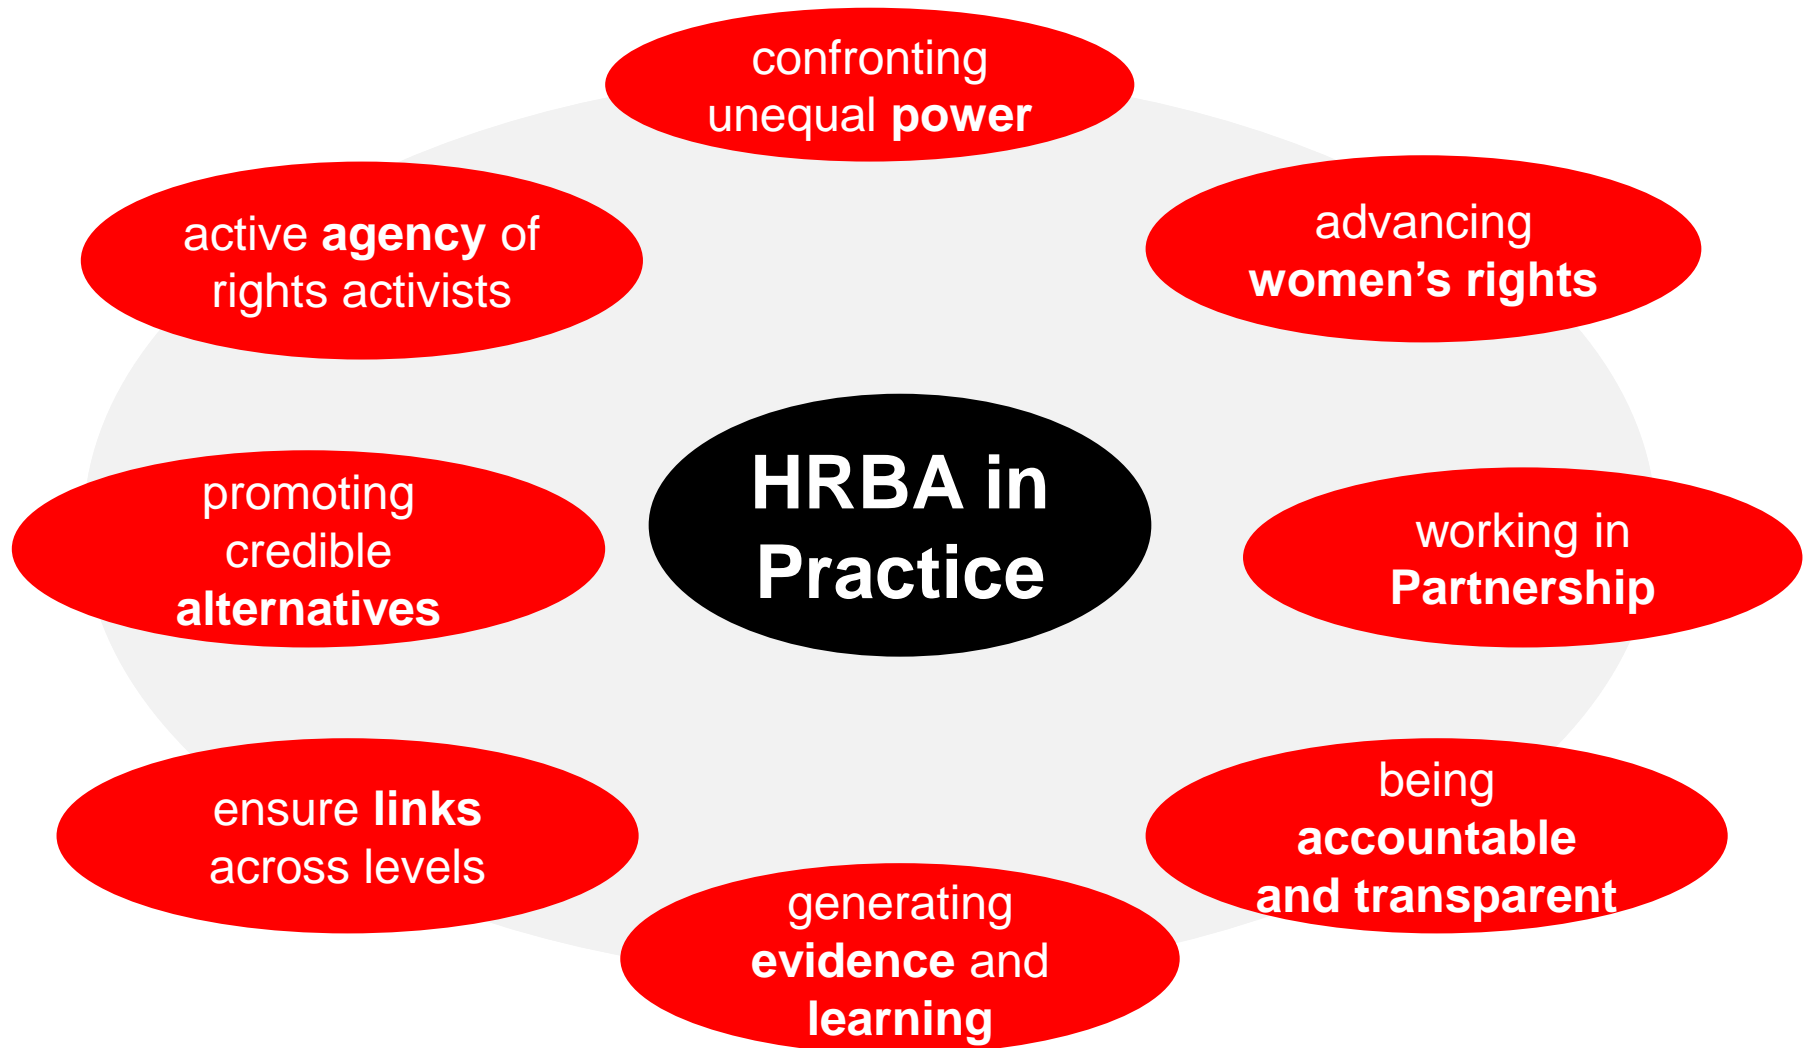 confronting
unequal power
active agency of
rights activists
advancing
women’s rights
HRBA in
Practice
promoting
credible
alternatives
working in
Partnership
ensure links
across levels
being
accountable
and transparent
generating
evidence and
learning